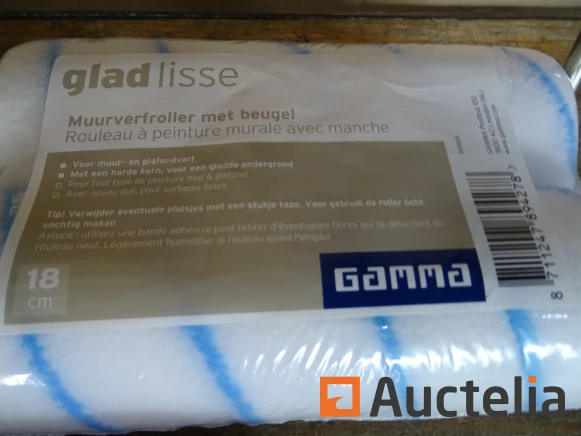 glad lisse
Muurverfroller met beugel
Rouleau à peinture murale avec manche
Voor muur- en plafondverf
Met een harde kern, voor een gladde ondergrond
Pour tout type de peinture mur & plafond
Avec noyau dur, pour surfaces lisses
Tip! Verwijder eventuele pluisjes met een stukje tape. Voor gebruik de roller licht
vochtig maken
Astuce : utilisez une bande adhésive pour retirer d'éventuelles fibres qui se détachent du
rouleau neuf. Légèrement humidifier le rouleau avant l'emploi
18
cm
GAMMA
8 711247 894278 >
Auctelia